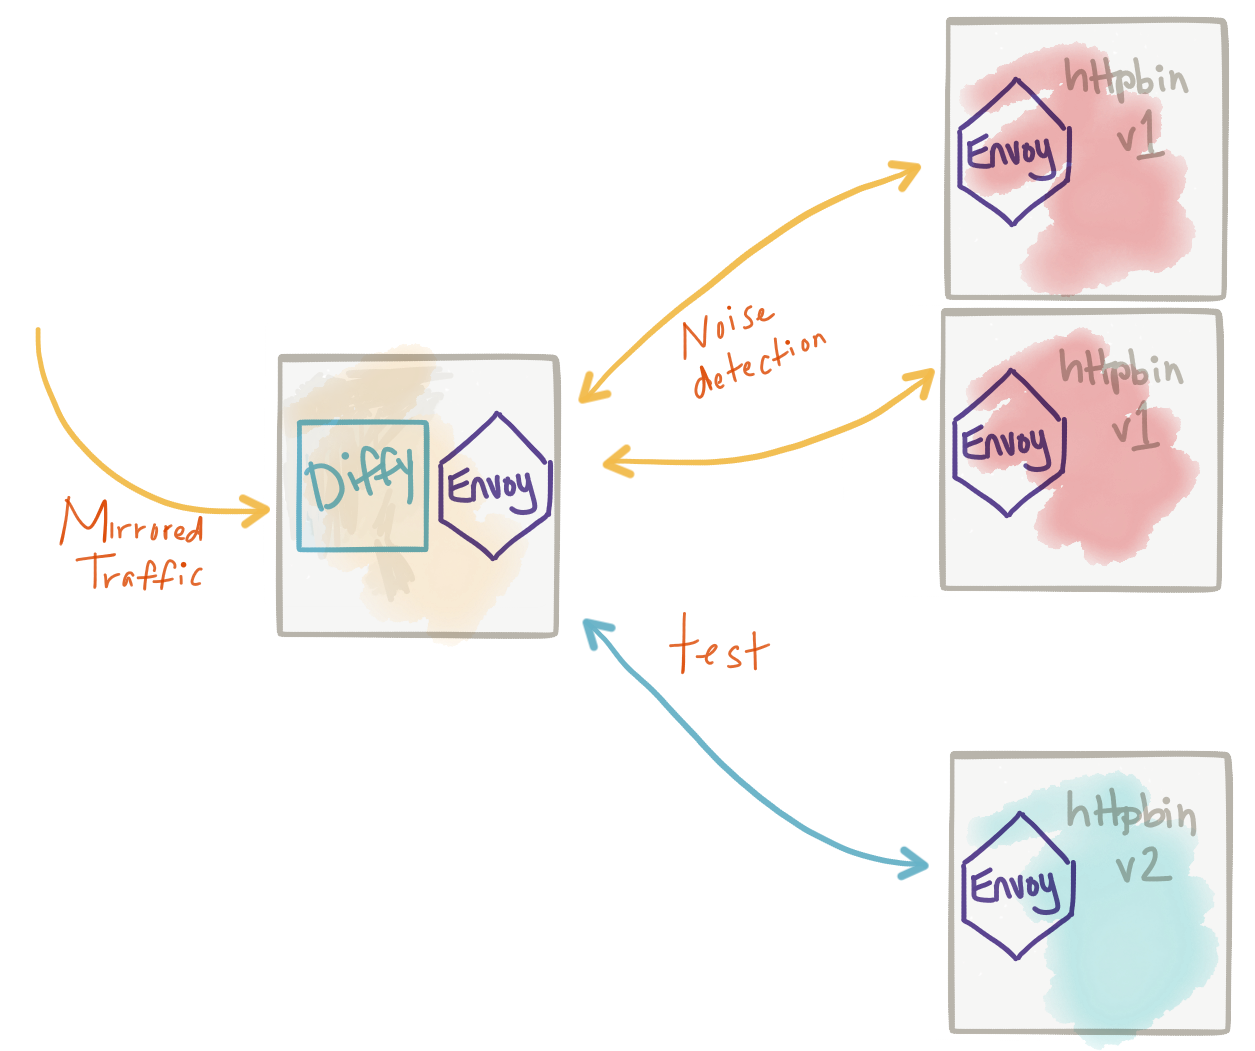 httpbin
v1
Envoy
Noise
detection
httpbin
v1
Envoy
Diffy
Envoy
Mirrored
Traffic
test
httpbin
v2
Envoy